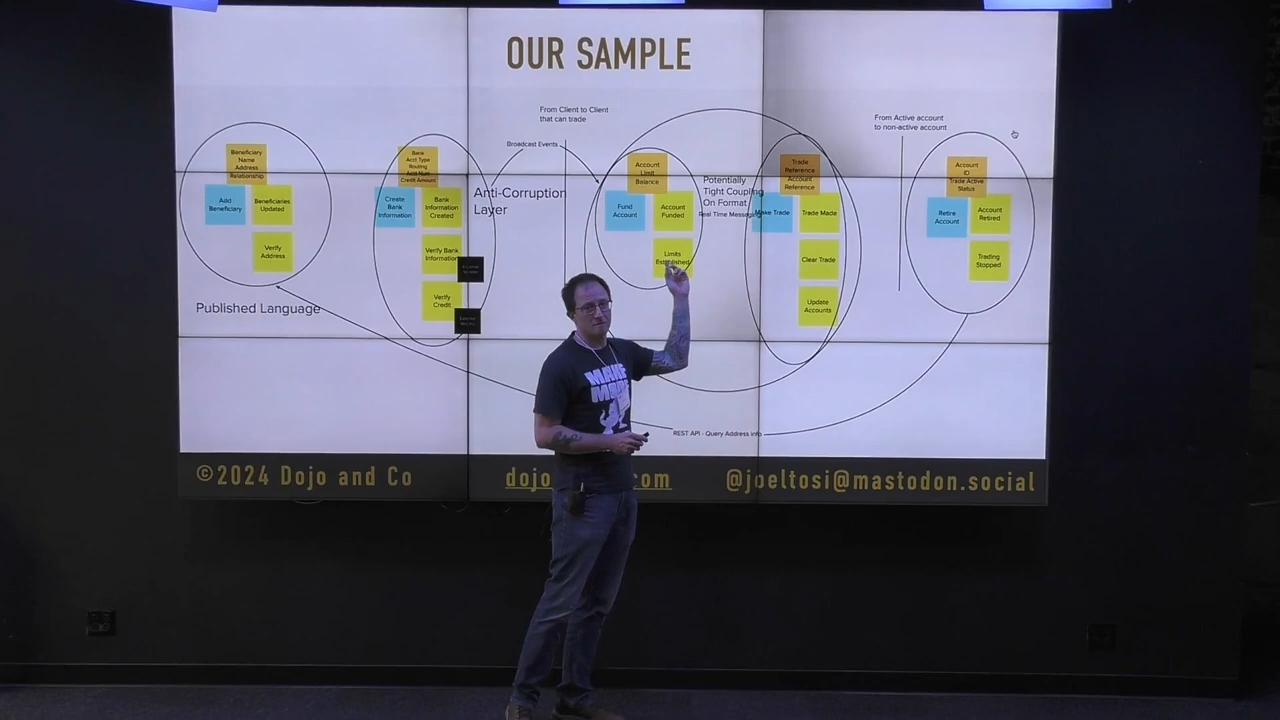 OUR SAMPLE
From Client to Client
that can trade
Broadcast Events
From Active account
to non-active account
Beneficiary
Name
Address
Relationship
Add
Beneficiary
Beneficiaries
Updated
Verify
Address
Published Language
Bank
Acct Type
Routing
Acct Num
Credit Amount
Create
Bank
Information
Bank
Information
Created
Verify Bank
Information
Verify
Credit
Anti-Corruption
Layer
Account
Limit
Balance
Fund
Account
Account
Funded
Limits
Established
Potentially
Tight Coupling
On Format
Real Time Messaging
Trade
Reference
Account
Reference
Make Trade
Trade Made
Clear Trade
Update
Accounts
Account
ID
Trade Active
Status
Retire
Account
Account
Retired
Trading
Stopped
REST API - Query Address info
MAKE
©2024 Dojo and Co
@joeltosi@mastodon.social